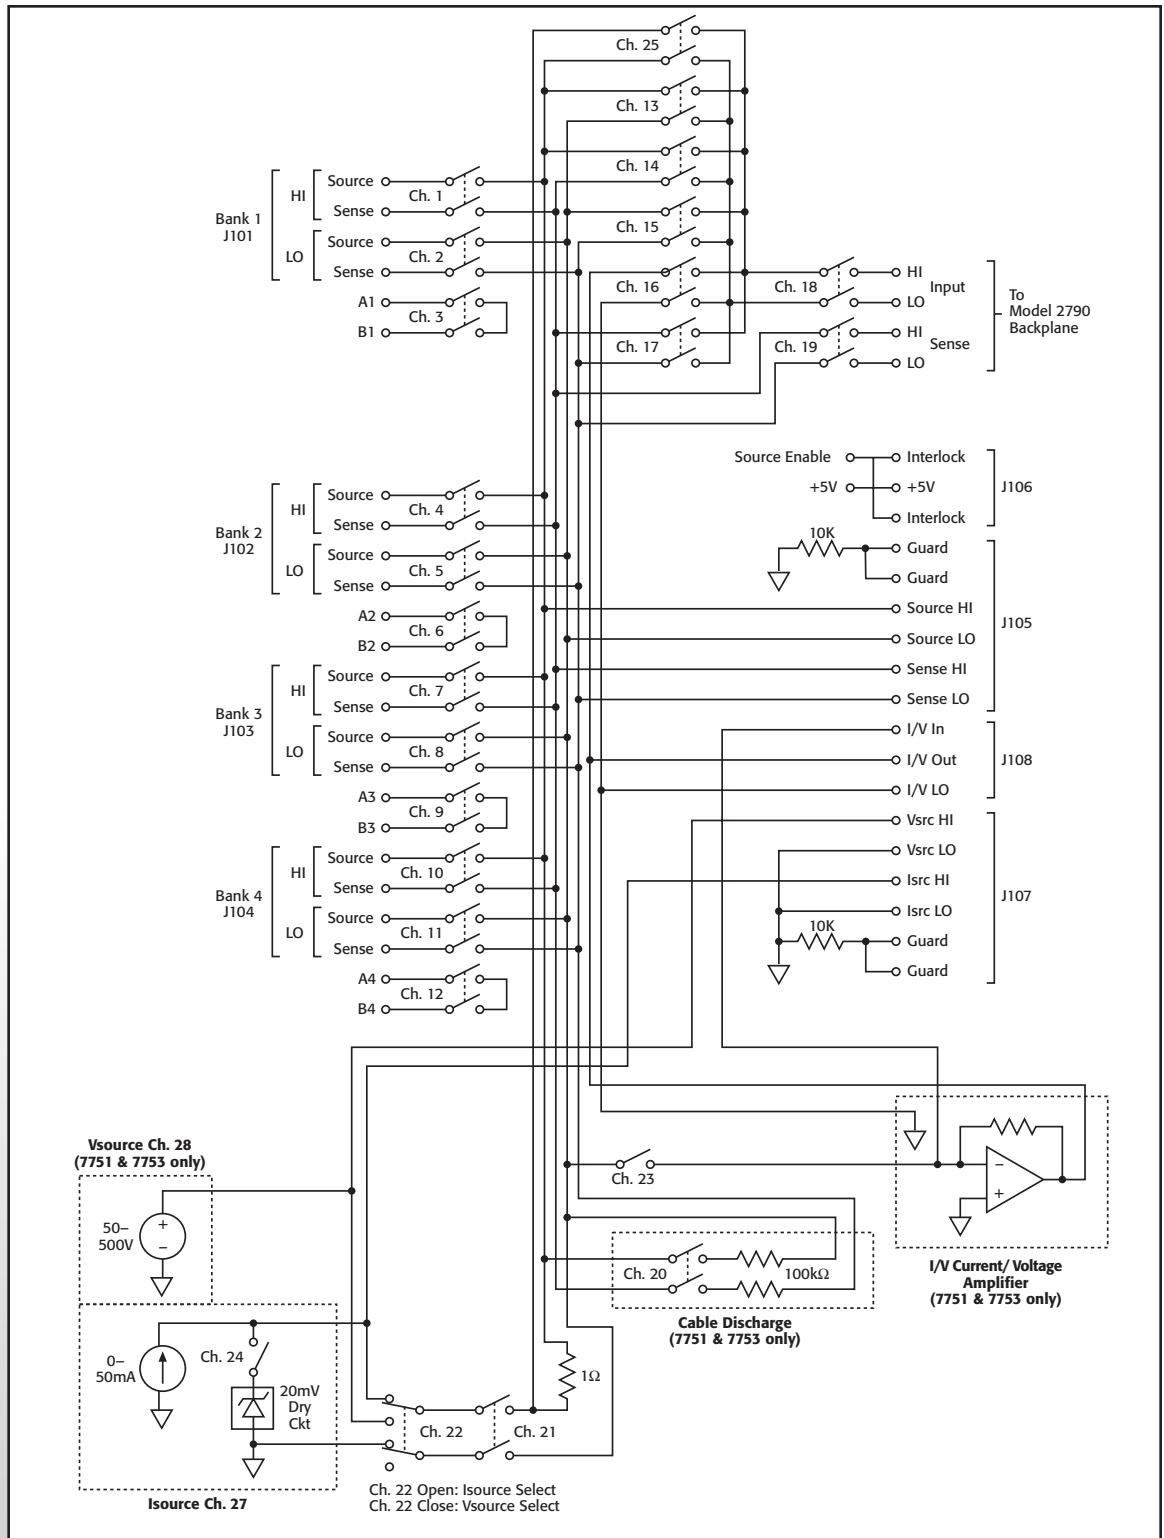 Ch. 25
Ch. 13
Ch. 14
Ch. 15
Ch. 16
Ch. 17
Bank 1
J101
HI
Source
Sense
LO
Source
Sense
Ch. 1
Ch. 2
A1
B1
Ch. 3
Ch. 18
Ch. 19
HI
Input
LO
HI
Sense
LO
To
Model 2790
Backplane
Bank 2
J102
HI
Source
Sense
LO
Source
Sense
Ch. 4
Ch. 5
A2
B2
Ch. 6
Bank 3
J103
HI
Source
Sense
LO
Source
Sense
Ch. 7
Ch. 8
A3
B3
Ch. 9
Bank 4
J104
HI
Source
Sense
LO
Source
Sense
Ch. 10
Ch. 11
A4
B4
Ch. 12
Source Enable
+5V
Interlock
+5V
Interlock
J106
10K
Guard
Guard
Source HI
Source LO
Sense HI
Sense LO
J105
I/V In
I/V Out
I/V LO
J108
Vsrc HI
Vsrc LO
Isrc HI
Isrc LO
10K
Guard
Guard
J107
Vsource Ch. 28
(7751 & 7753 only)
50–
500V
+
−
Ch. 23
−
+
I/V Current/ Voltage
Amplifier
(7751 & 7753 only)
Ch. 20
100kΩ
Cable Discharge
(7751 & 7753 only)
0–
50mA
Ch. 24
20mV
Dry
Ckt
Isource Ch. 27
1Ω
Ch. 22
Ch. 21
Ch. 22 Open: Isource Select
Ch. 22 Close: Vsource Select